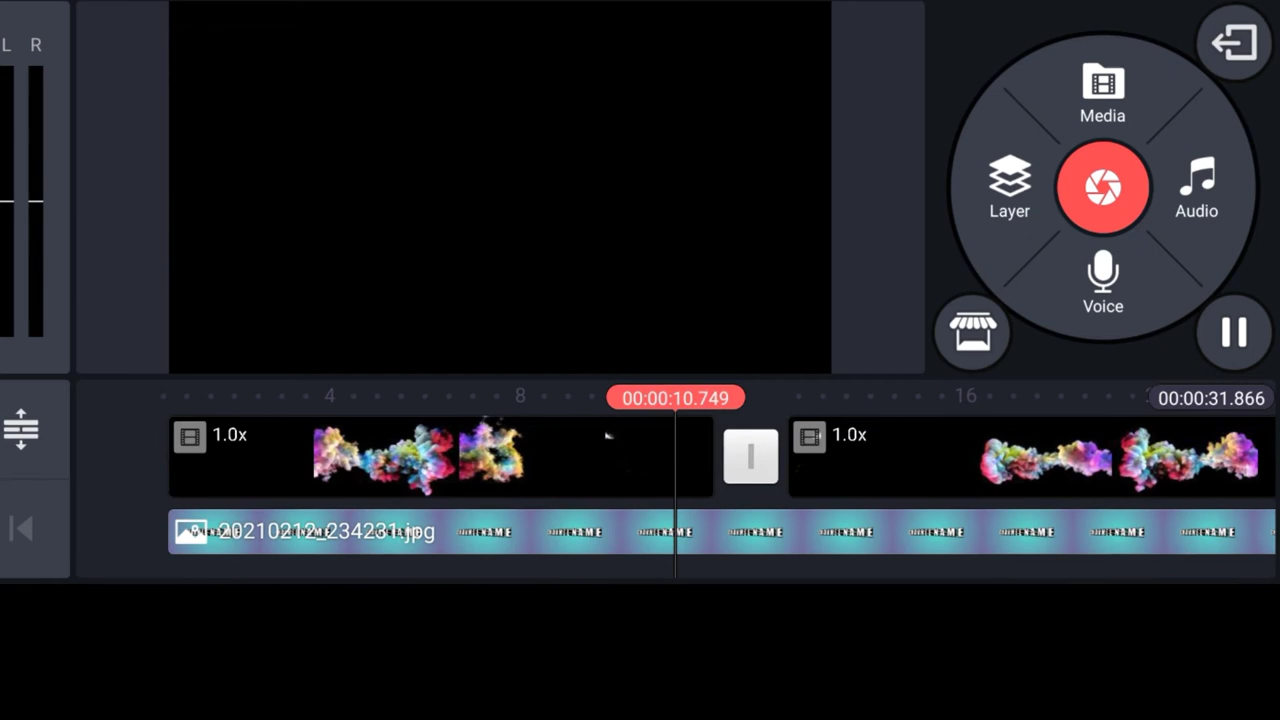 L R
Media
Layer
Audio
Voice
4
8
00:00:10.749
16
00:00:31.866
1.0x
1.0x
20210212_234231.jpg